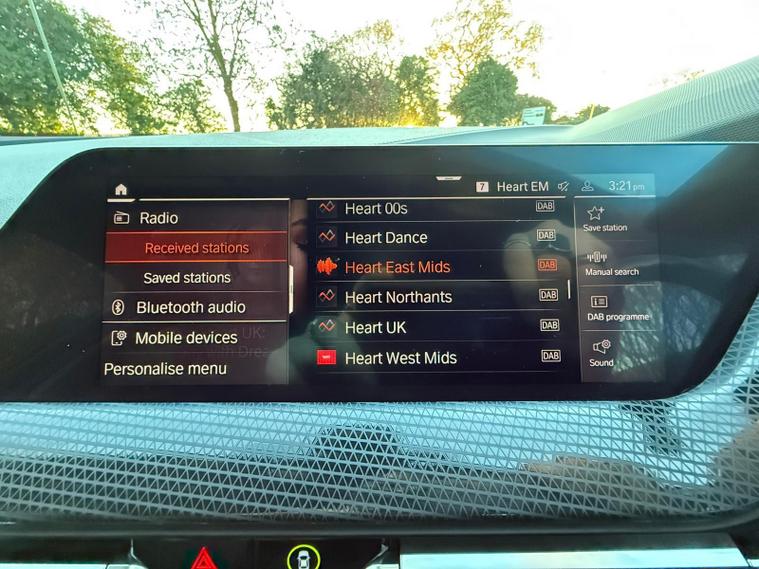 7 Heart EM 3:21pm
Radio
Received stations
Saved stations
Bluetooth audio
Mobile devices
Personalise menu
Heart 00s DAB
Heart Dance DAB
Heart East Mids DAB
Heart Northants DAB
Heart UK DAB
Heart West Mids DAB
Save station
Manual search
DAB programme
Sound